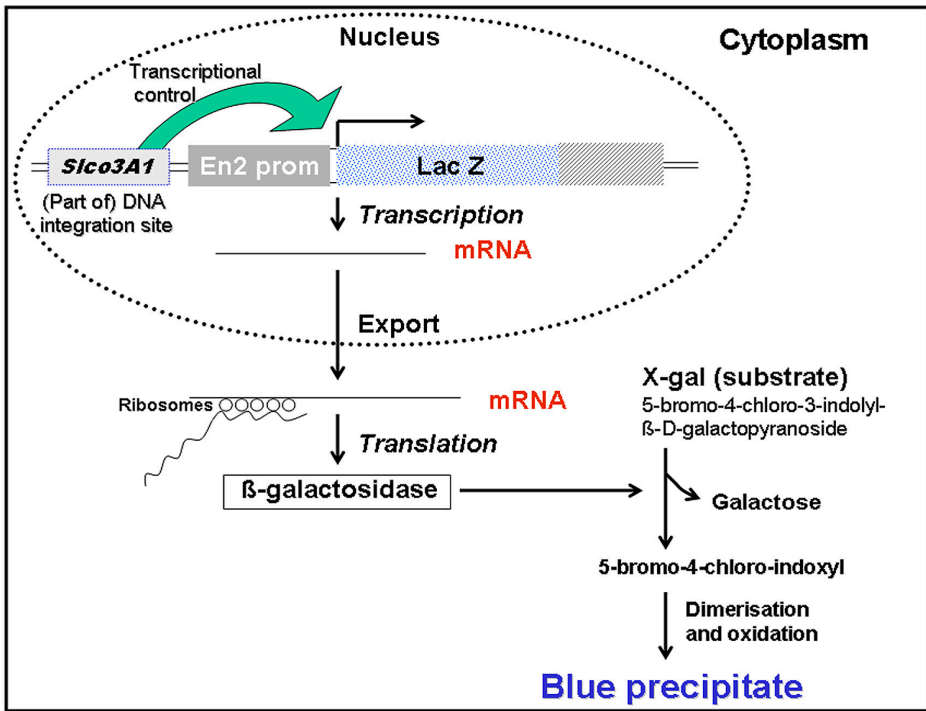 Nucleus
Cytoplasm
Transcriptional
control
Slco3A1
En2 prom
Lac Z
(Part of) DNA
integration site
Transcription
mRNA
Export
Ribosomes
mRNA
Translation
ß-galactosidase
X-gal (substrate)
5-bromo-4-chloro-3-indolyl-
ß-D-galactopyranoside
Galactose
5-bromo-4-chloro-indoxyl
Dimerisation
and oxidation
Blue precipitate